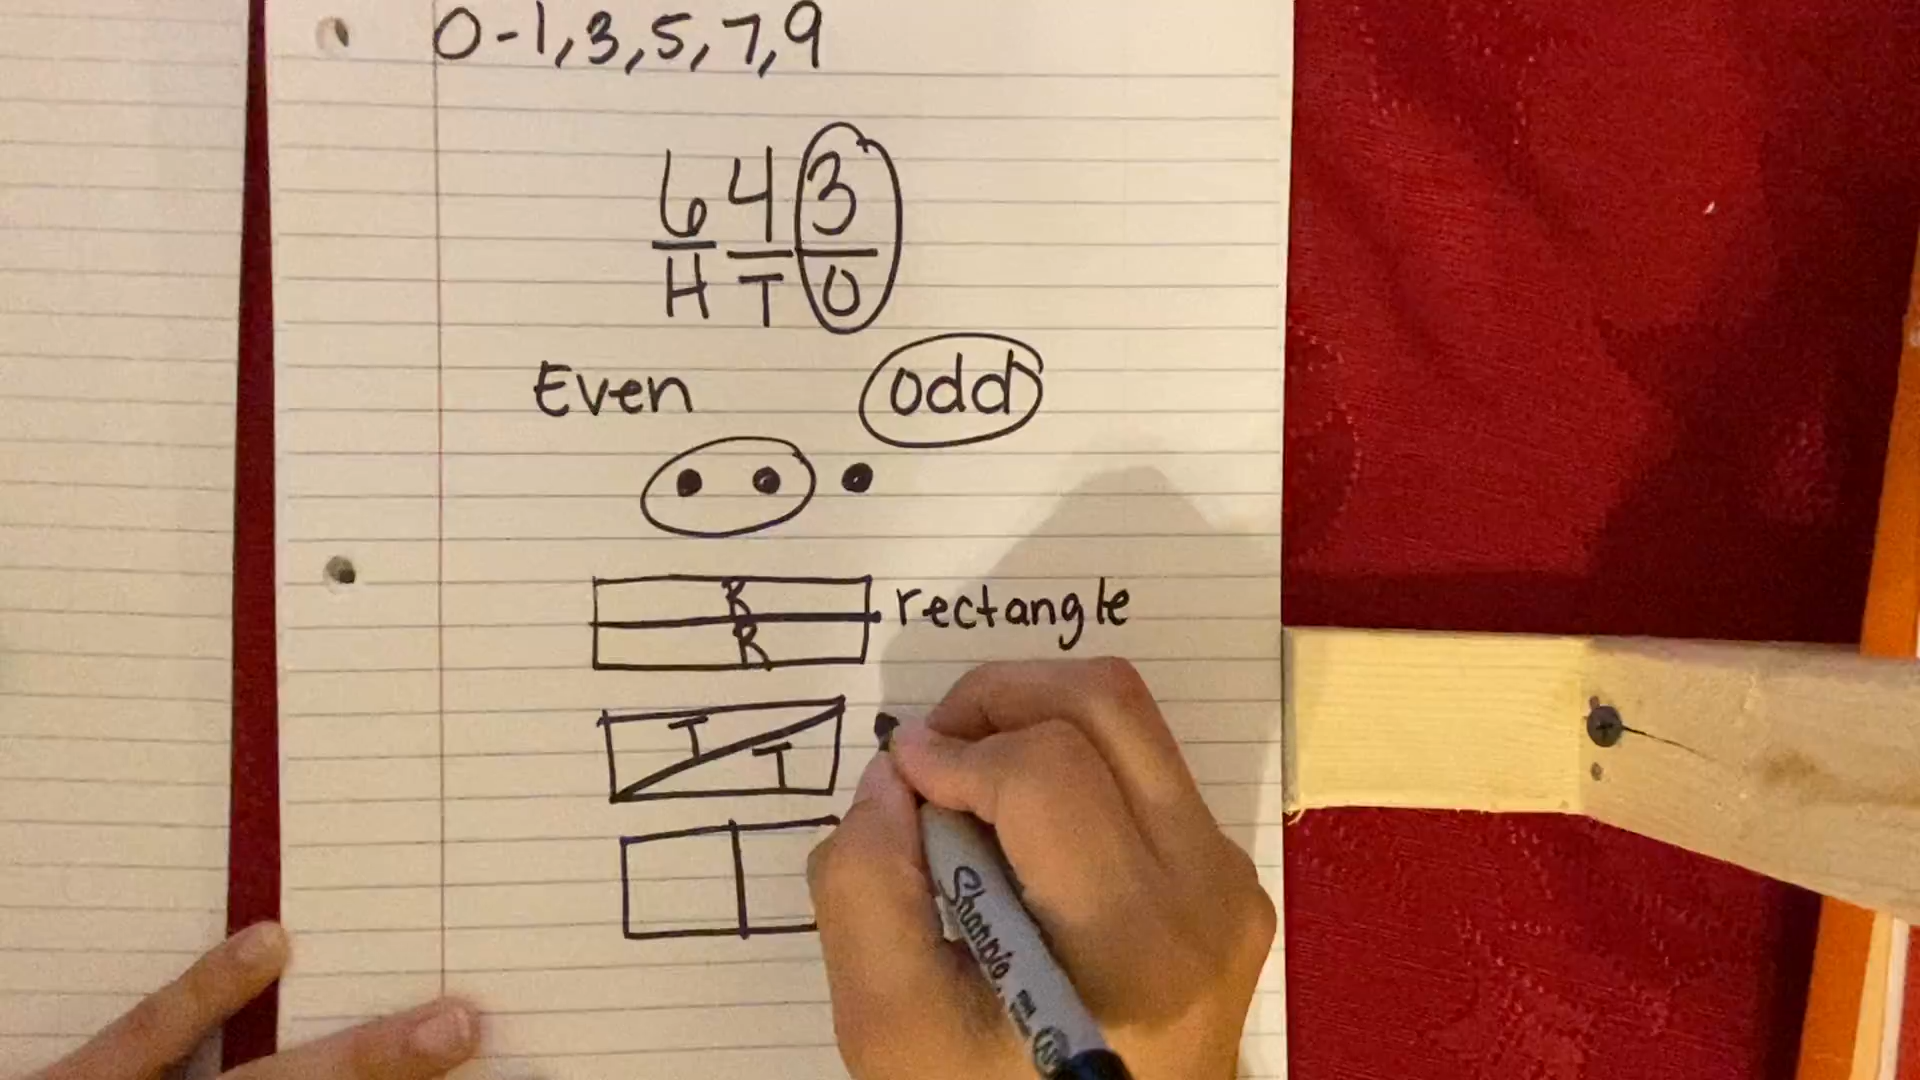 0-1,3,5,7,9
643
H T O
Even odd
R
R
rectangle
T
T
Sharpie